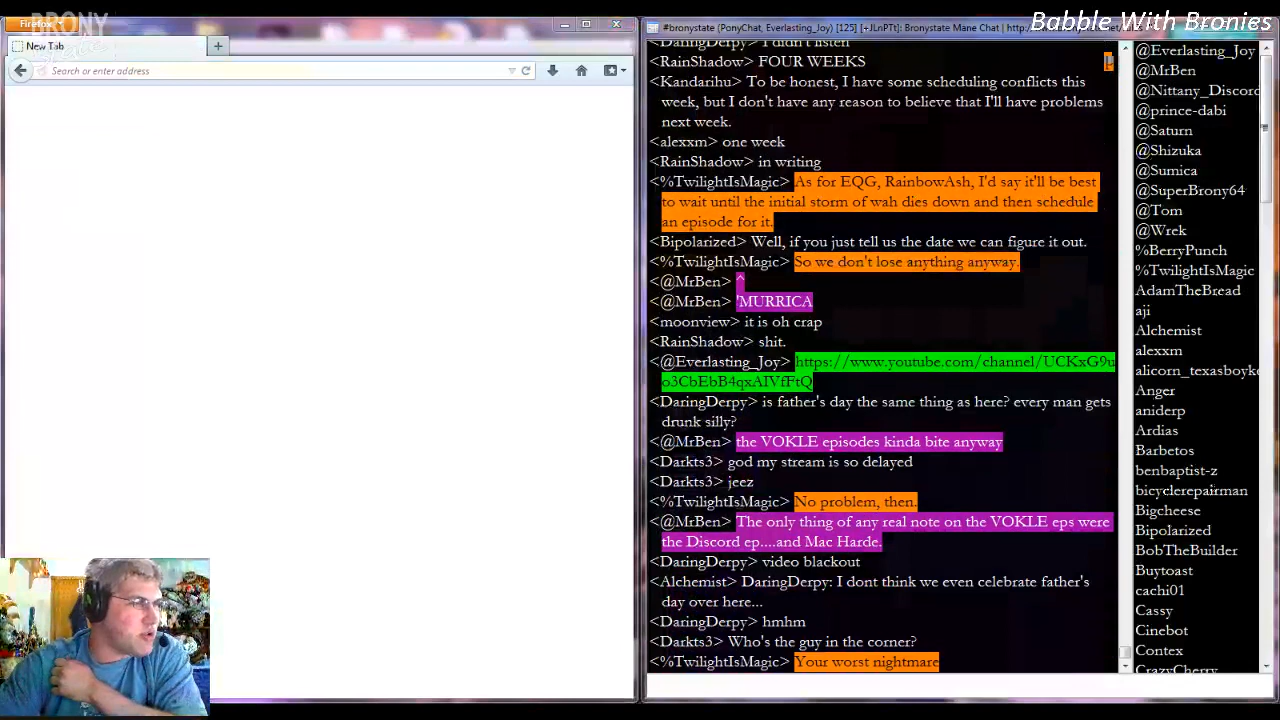 Babble With Bronies
Firefox
BRONY
#bronystate (PonyChat, Everlasting_Joy) [125] [+JLnPTt]: Bronystate Mane Chat | http://
New Tab
Search or enter address
<DaringDerpy> I didn't listen
<RainShadow> FOUR WEEKS
<Kandarihu> To be honest, I have some scheduling conflicts this
week, but I don't have any reason to believe that I'll have problems
next week.
<alexxm> one week
<RainShadow> in writing
<%TwilightIsMagic> As for EQG, RainbowAsh, I'd say it'll be best
to wait until the initial storm of wah dies down and then schedule
an episode for it.
<Bipolarized> Well, if you just tell us the date we can figure it out.
<%TwilightIsMagic> So we don't lose anything anyway.
<@MrBen> ^
<@MrBen> 'MURRICA
<moonview> it is oh crap
<RainShadow> shit.
<@Everlasting_Joy> https://www.youtube.com/channel/UCKxG9u
o3CbEbB4qxAIVfFtQ
<DaringDerpy> is father's day the same thing as here? every man gets
drunk silly?
<@MrBen> the VOKLE episodes kinda bite anyway
<Darkts3> god my stream is so delayed
<Darkts3> jeez
<%TwilightIsMagic> No problem, then.
<@MrBen> The only thing of any real note on the VOKLE eps were
the Discord ep....and Mac Harde.
<DaringDerpy> video blackout
<Alchemist> DaringDerpy: I dont think we even celebrate father's
day over here...
<DaringDerpy> hmhm
<Darkts3> Who's the guy in the corner?
<%TwilightIsMagic> Your worst nightmare
@Everlasting_Joy
@MrBen
@Nittany_Discord
@prince-dabi
@Saturn
@Shizuka
@Sumica
@SuperBrony64
@Tom
@Wrek
%BerryPunch
%TwilightIsMagic
AdamTheBread
aji
Alchemist
alexxm
alicorn_texasboyke
Anger
aniderp
Ardias
Barbetos
benbaptist-z
bicyclerepairman
Bigcheese
Bipolarized
BobTheBuilder
Buytoast
cachi01
Cassy
Cinebot
Contex
CrazyCherry